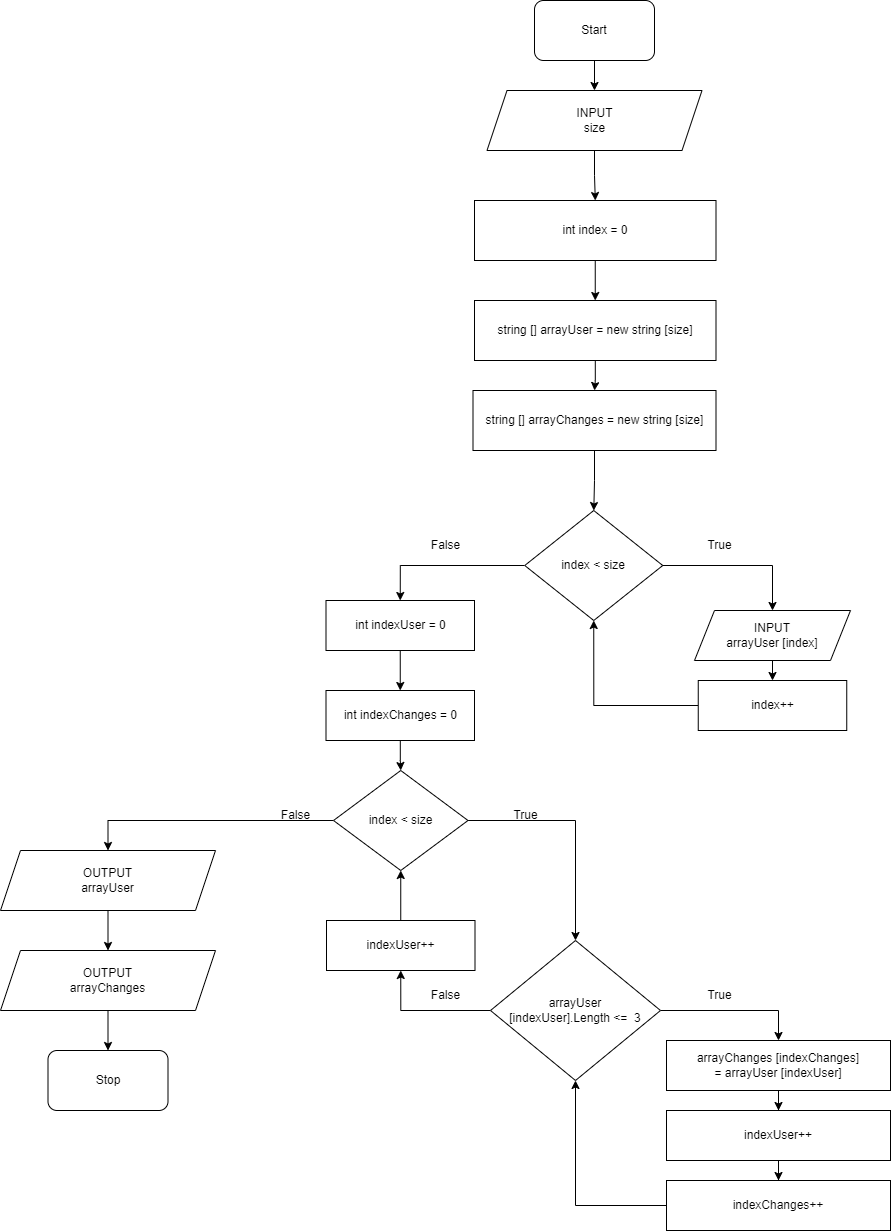 Start
INPUT
size
int index = 0
string [] arrayUser = new string [size]
string [] arrayChanges = new string [size]
index < size
False
True
INPUT
arrayUser [index]
index++
int indexUser = 0
int indexChanges = 0
index < size
False
True
OUTPUT
arrayUser
OUTPUT
arrayChanges
Stop
indexUser++
arrayUser
[indexUser].Length <= 3
False
True
arrayChanges [indexChanges]
= arrayUser [indexUser]
indexUser++
indexChanges++